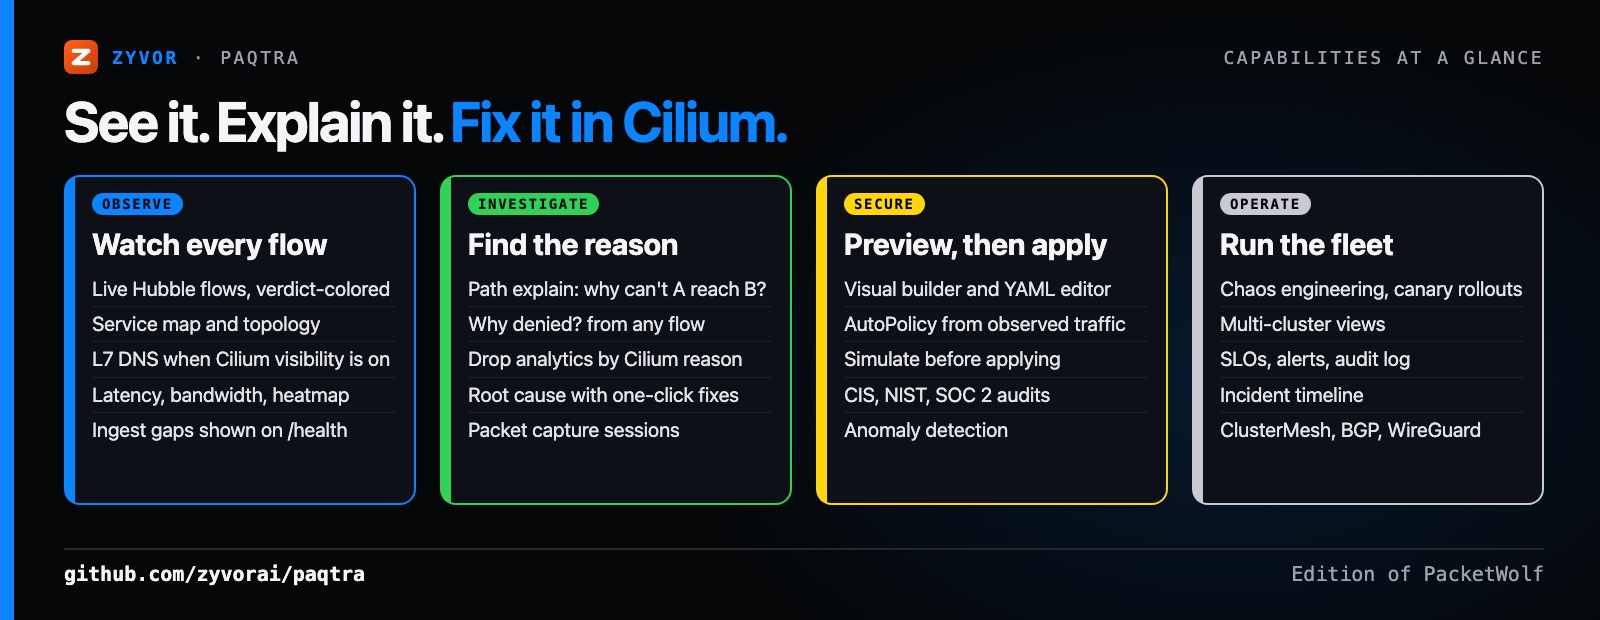 Z ZYVOR · PAQTRA
CAPABILITIES AT A GLANCE
See it. Explain it. Fix it in Cilium.
OBSERVE
Watch every flow
Live Hubble flows, verdict-colored
Service map and topology
L7 DNS when Cilium visibility is on
Latency, bandwidth, heatmap
Ingest gaps shown on /health
INVESTIGATE
Find the reason
Path explain: why can't A reach B?
Why denied? from any flow
Drop analytics by Cilium reason
Root cause with one-click fixes
Packet capture sessions
SECURE
Preview, then apply
Visual builder and YAML editor
AutoPolicy from observed traffic
Simulate before applying
CIS, NIST, SOC 2 audits
Anomaly detection
OPERATE
Run the fleet
Chaos engineering, canary rollouts
Multi-cluster views
SLOs, alerts, audit log
Incident timeline
ClusterMesh, BGP, WireGuard
github.com/zyvorai/paqtra
Edition of PacketWolf